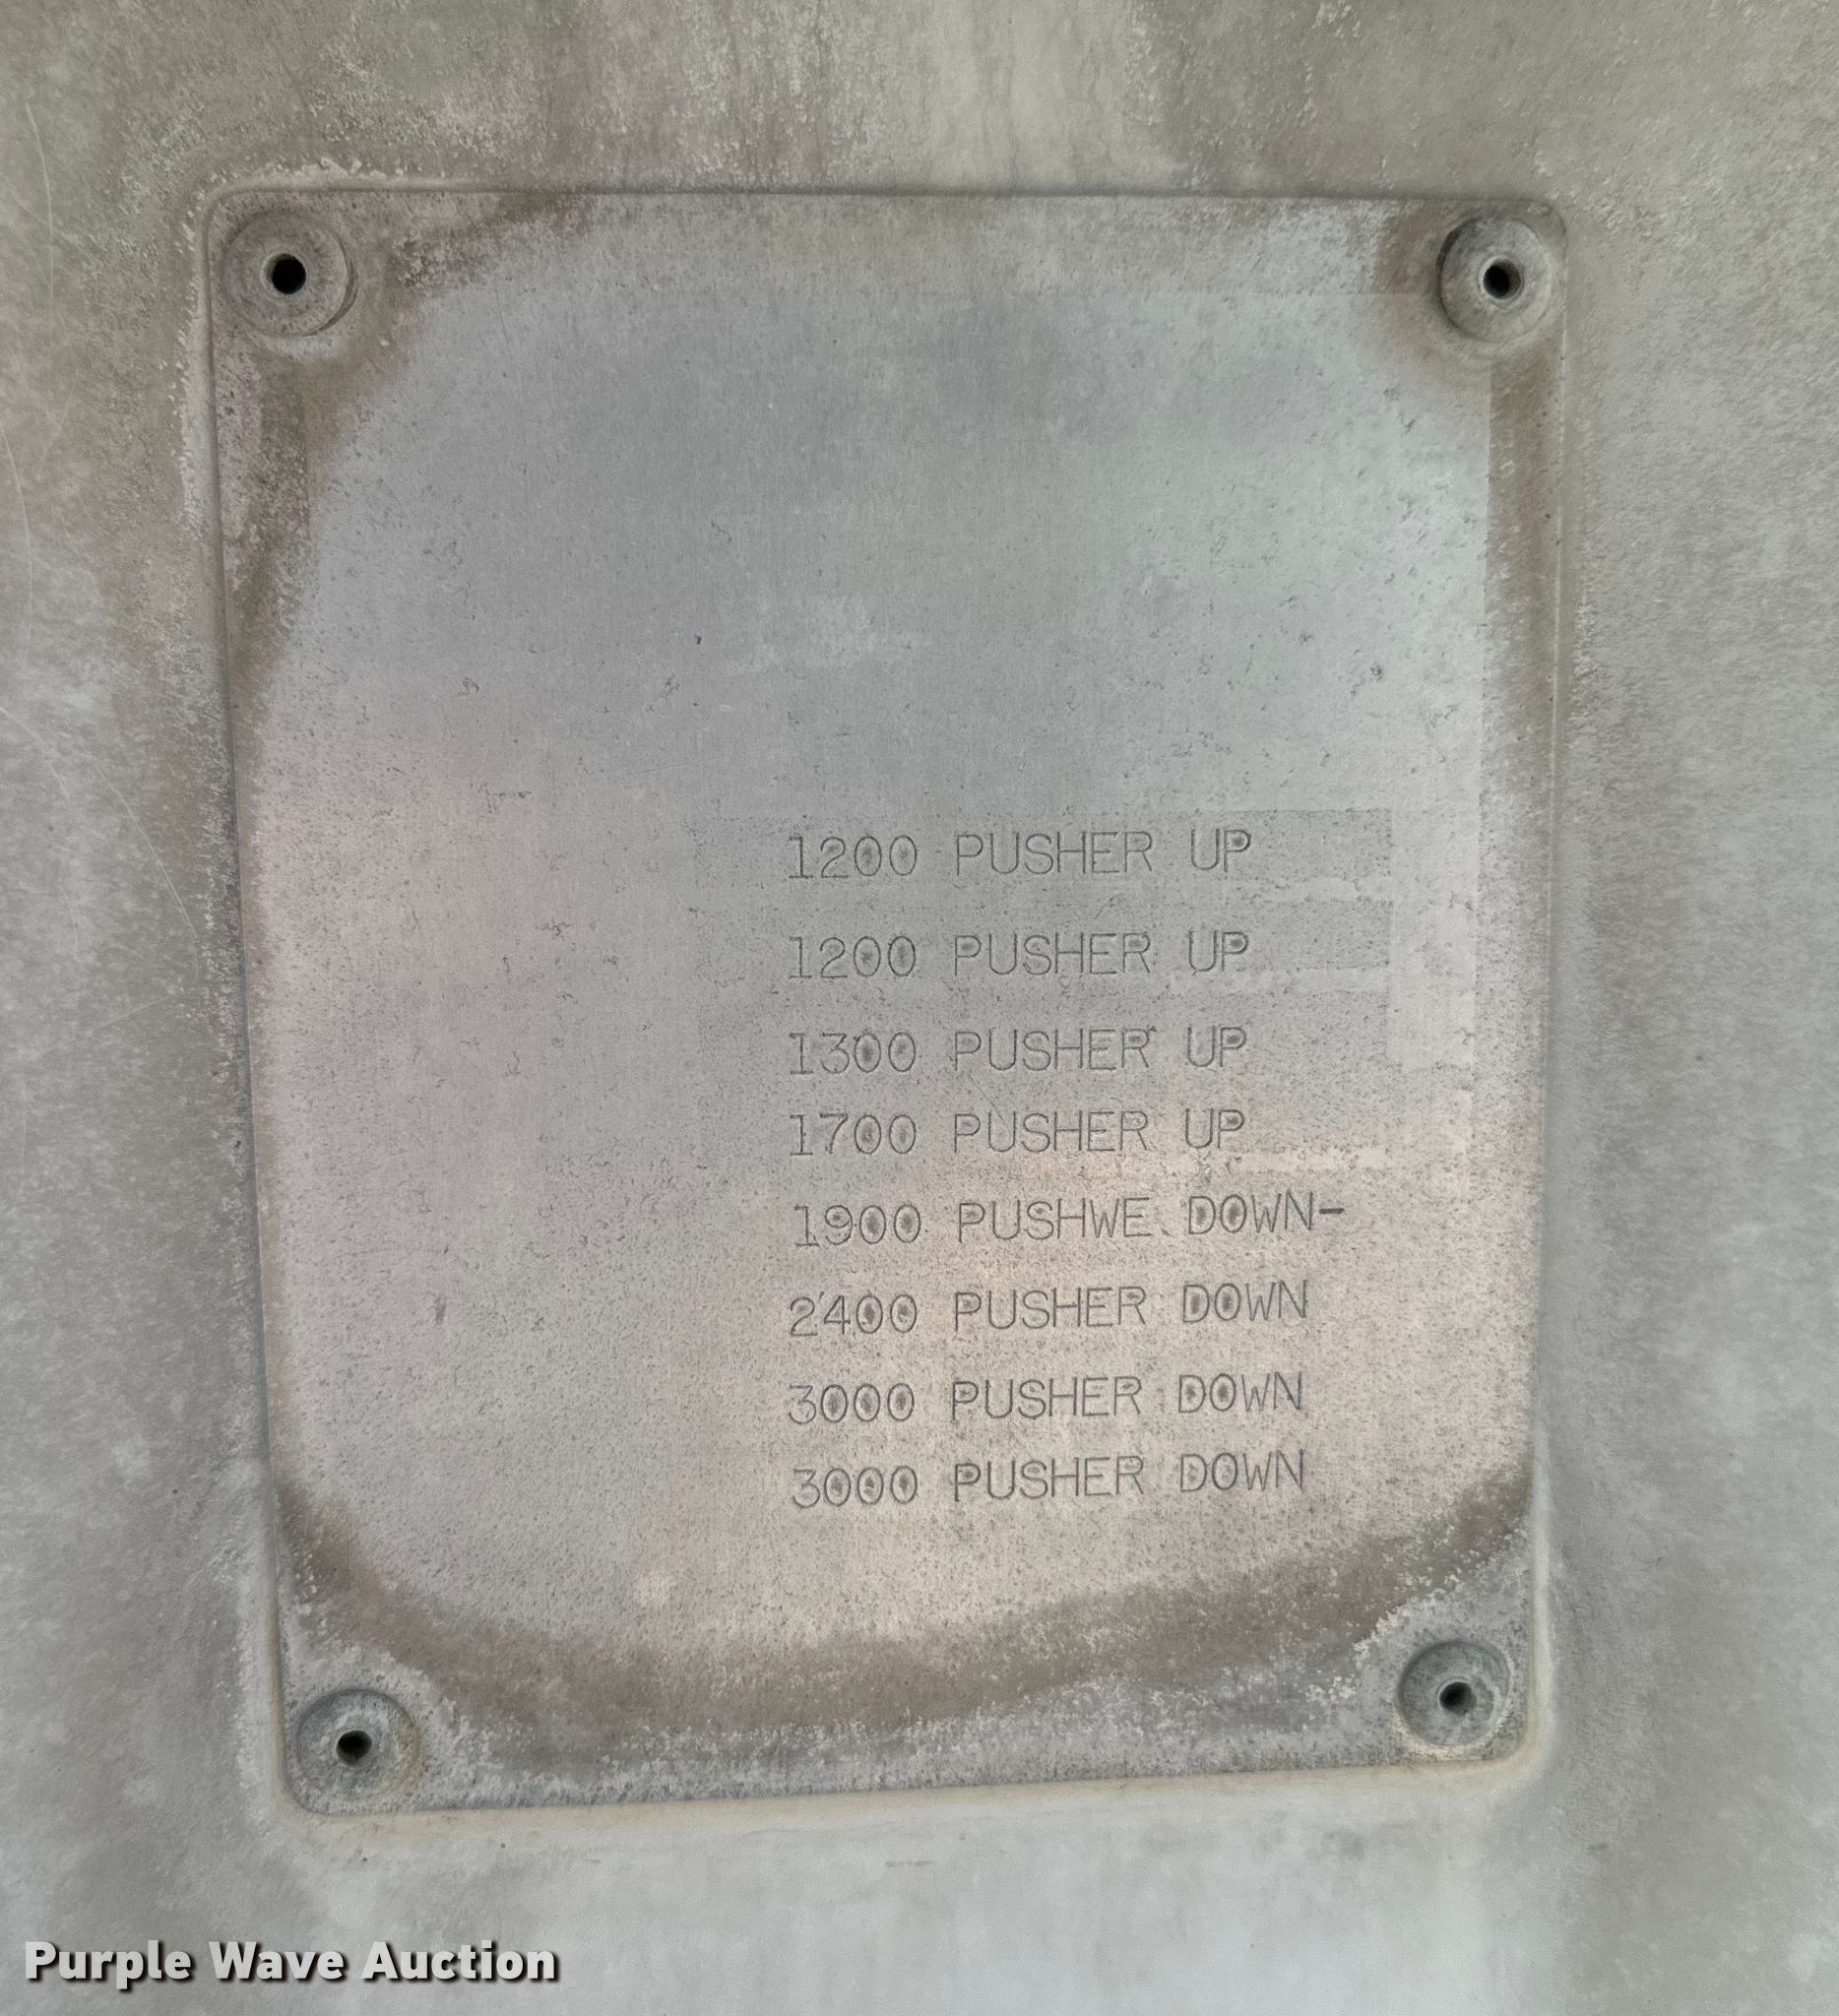 1200 PUSHER UP
1200 PUSHER UP
1300 PUSHER UP
1700 PUSHER UP
1900 PUSHWE DOWN-
2400 PUSHER DOWN
3000 PUSHER DOWN
3000 PUSHER DOWN
Purple Wave Auction